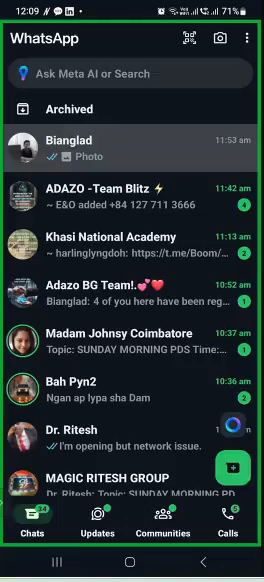 12:09
71%
WhatsApp
Ask Meta AI or Search
Archived
Bianglad
11:53 am
Photo
ADAZO -Team Blitz ⚡
11:42 am
~ E&O added +84 127 711 3666
4
Khasi National Academy
11:13 am
~ harlinglyngdoh: https://t.me/Boom/...
2
Adazo BG Team!.💕❤️
10:52 am
Bianglad: 4 of you here have been reg...
1
Madam Johnsy Coimbatore
10:37 am
Topic: SUNDAY MORNING PDS Time:...
1
Bah Pyn2
10:36 am
Ngan ap lypa sha Dam
2
Dr. Ritesh
I'm opening but network issue.
MAGIC RITESH GROUP
Dr. Ritesh: Topic: SUNDAY MORNING PD
Chats
Updates
Communities
Calls
5